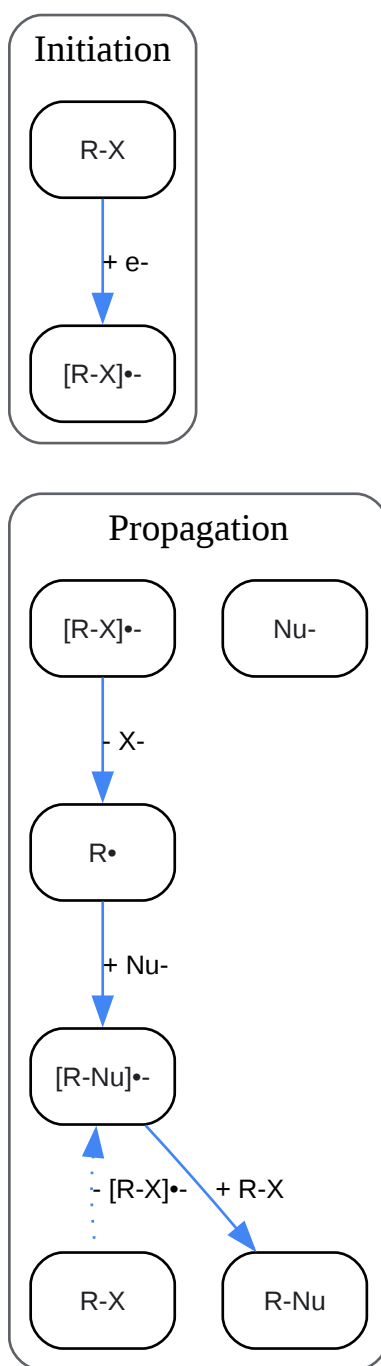 Initiation
R-X
+ e-
[R-X]•-
Propagation
[R-X]•-
Nu-
- X-
R•
+ Nu-
[R-Nu]•-
- [R-X]•-
+ R-X
R-X
R-Nu